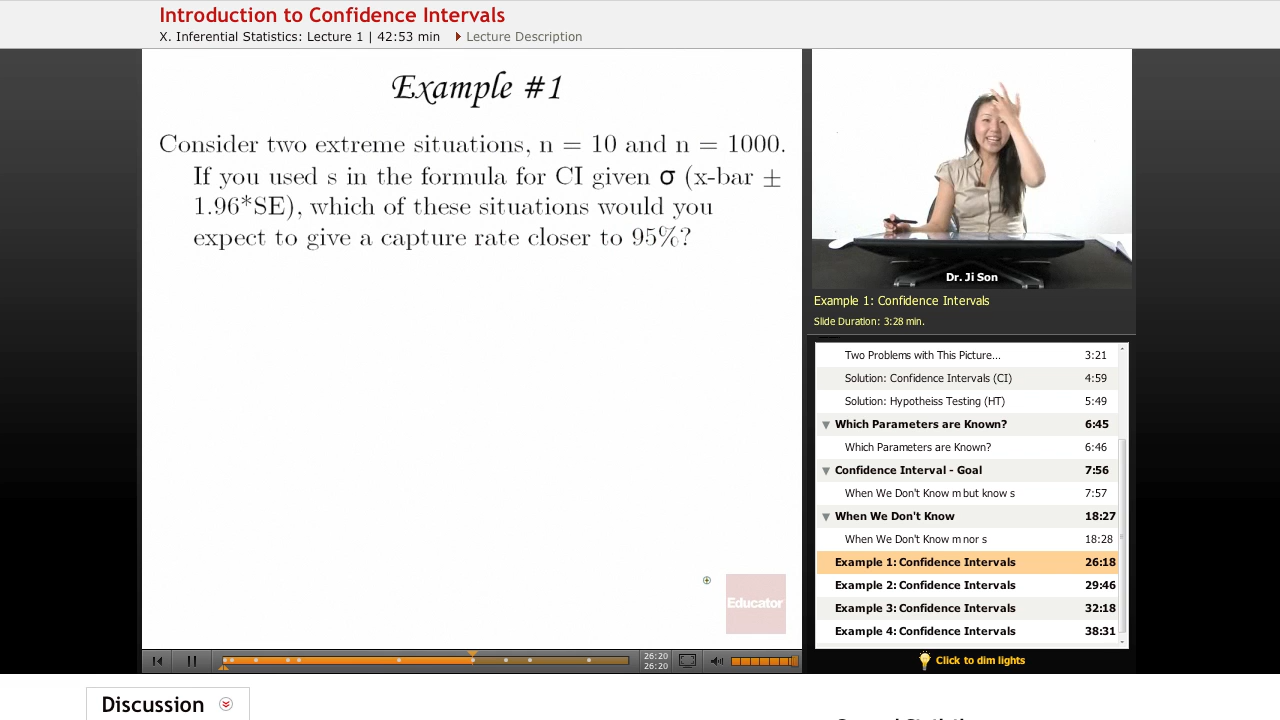 Introduction to Confidence Intervals
X. Inferential Statistics: Lecture 1 | 42:53 min Lecture Description
Example #1
Consider two extreme situations, n = 10 and n = 1000.
If you used s in the formula for CI given σ (x-bar ±
1.96*SE), which of these situations would you
expect to give a capture rate closer to 95%?
Educator
26:20
26:20
Dr. Ji Son
Example 1: Confidence Intervals
Slide Duration: 3:28 min.
Two Problems with This Picture... 3:21
Solution: Confidence Intervals (CI) 4:59
Solution: Hypotheiss Testing (HT) 5:49
Which Parameters are Known? 6:45
Which Parameters are Known? 6:46
Confidence Interval - Goal 7:56
When We Don't Know m but know s 7:57
When We Don't Know 18:27
When We Don't Know m nor s 18:28
Example 1: Confidence Intervals 26:18
Example 2: Confidence Intervals 29:46
Example 3: Confidence Intervals 32:18
Example 4: Confidence Intervals 38:31
Click to dim lights
Discussion